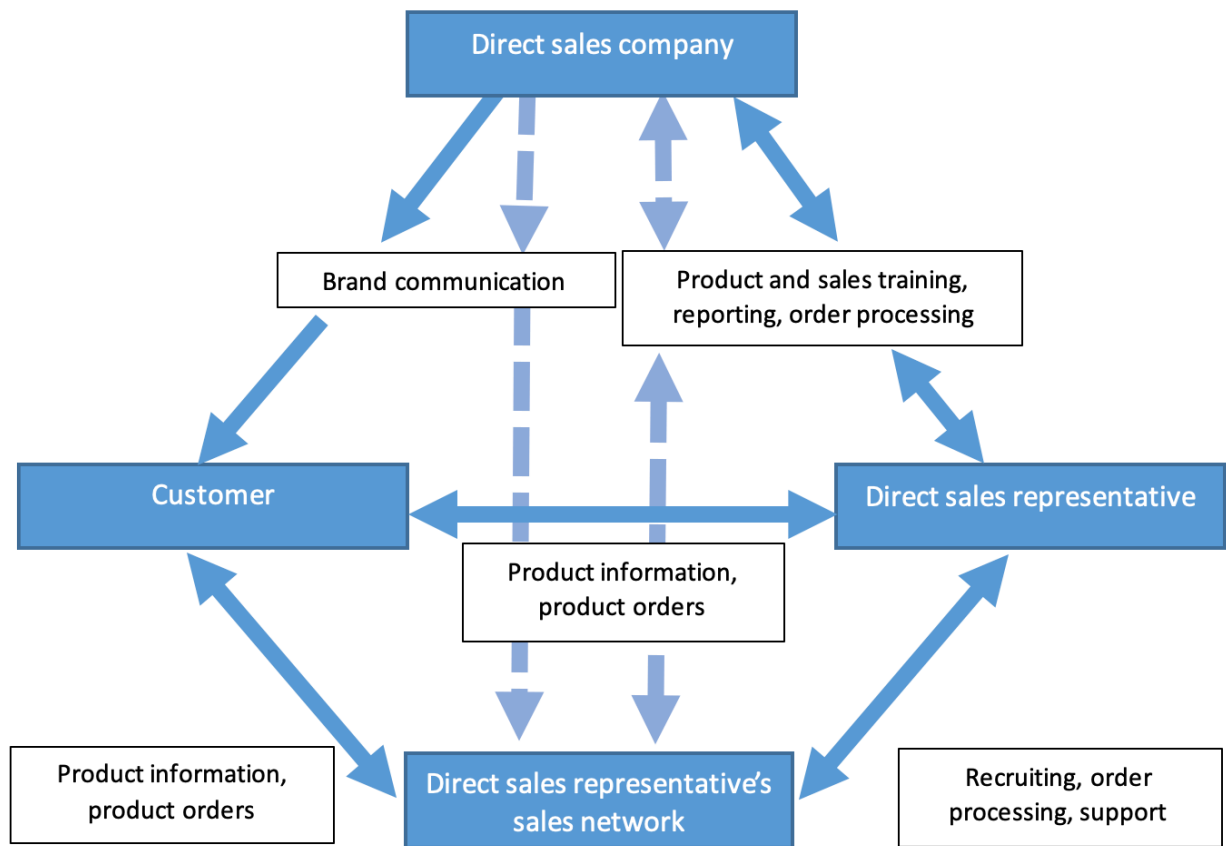 Direct sales company
Brand communication
Product and sales training,
reporting, order processing
Customer
Direct sales representative
Product information,
product orders
Product information,
product orders
Direct sales representative’s
sales network
Recruiting, order
processing, support